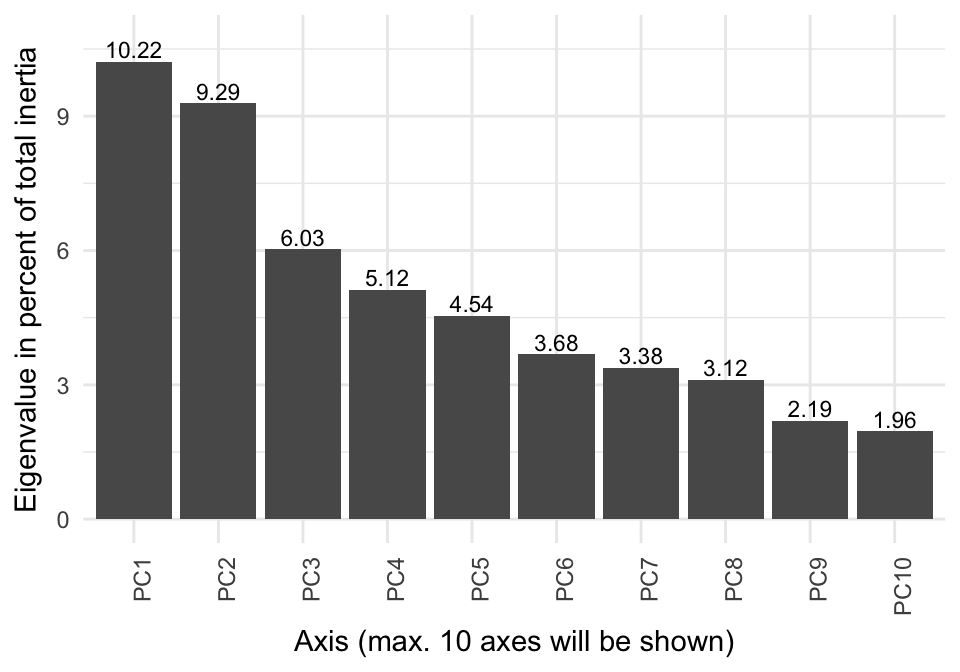 Eigenvalue in percent of total inertia
9
6
3
0
10.22
9.29
6.03
5.12
4.54
3.68
3.38
3.12
2.19
1.96
PC1
PC2
PC3
PC4
PC5
PC6
PC7
PC8
PC9
PC10
Axis (max. 10 axes will be shown)